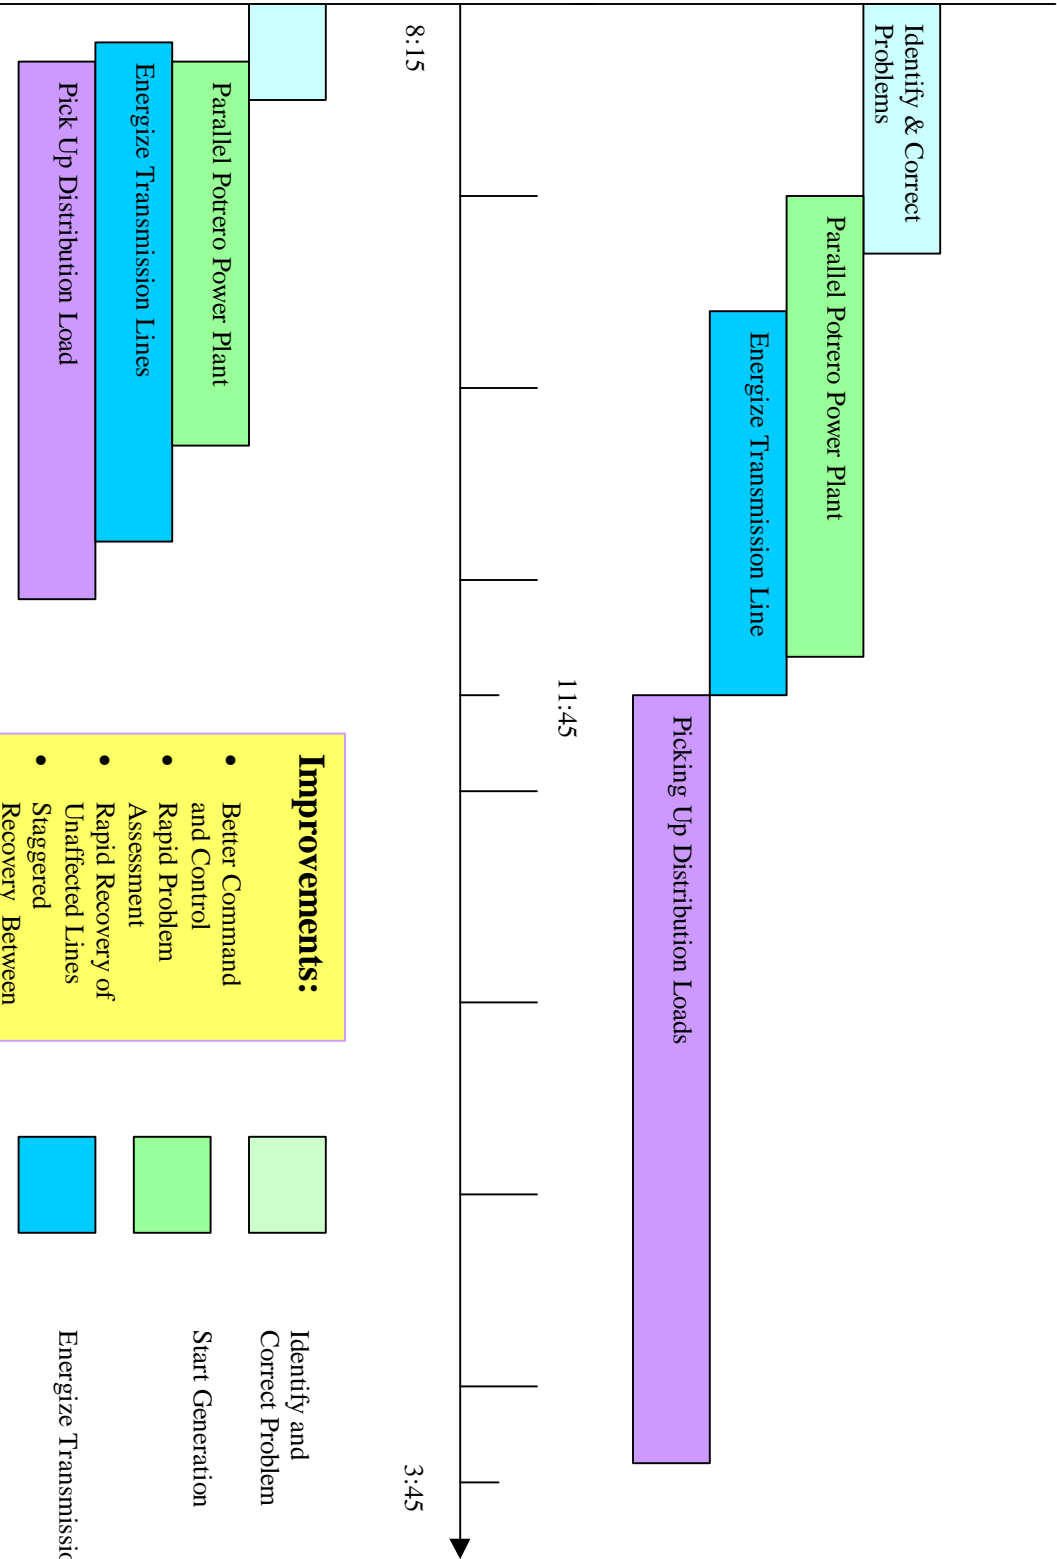 Identify & Correct
Problems
Parallel Potrero Power Plant
Energize Transmission Line
Picking Up Distribution Loads
11:45
8:15
3:45
Parallel Potrero Power Plant
Energize Transmission Lines
Pick Up Distribution Load
Improvements:
• Better Command
and Control
• Rapid Problem
Assessment
• Rapid Recovery of
Unaffected Lines
• Staggered
Recovery Between
Identify and
Correct Problem
Start Generation
Energize Transmissio